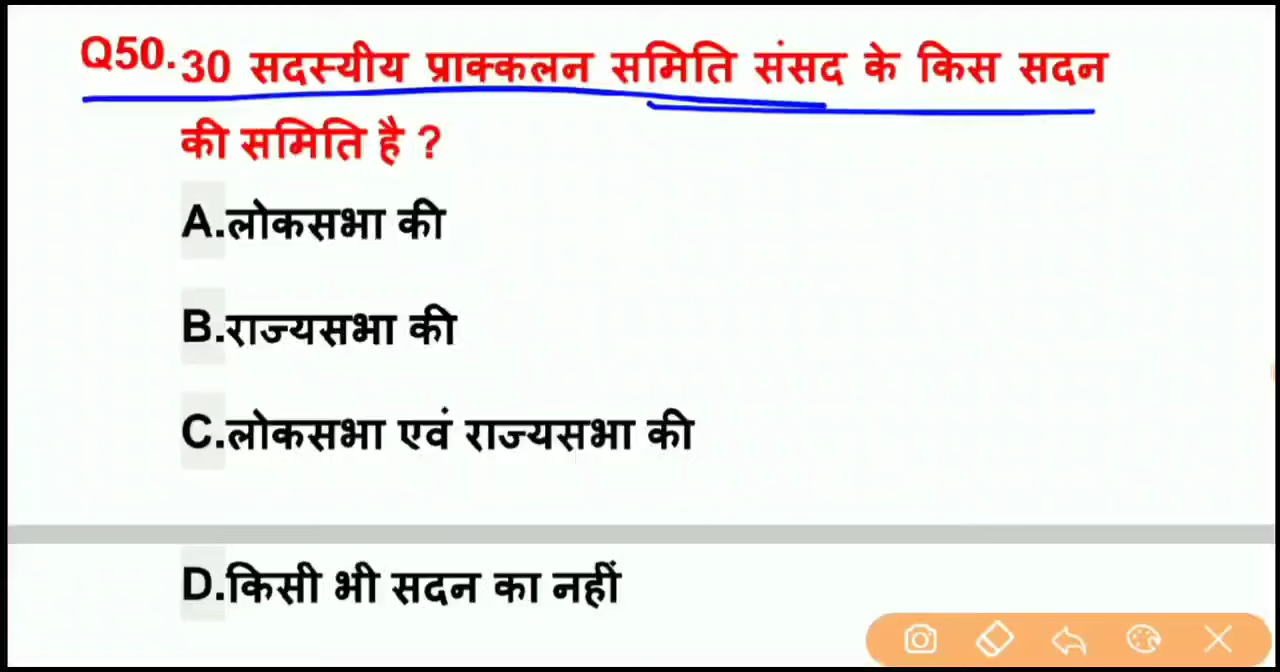 Q50. 30 सदस्यीय प्राक्कलन समिति संसद के किस सदन
की समिति है ?
A.लोकसभा की
B.राज्यसभा की
C.लोकसभा एवं राज्यसभा की
D.किसी भी सदन का नहीं